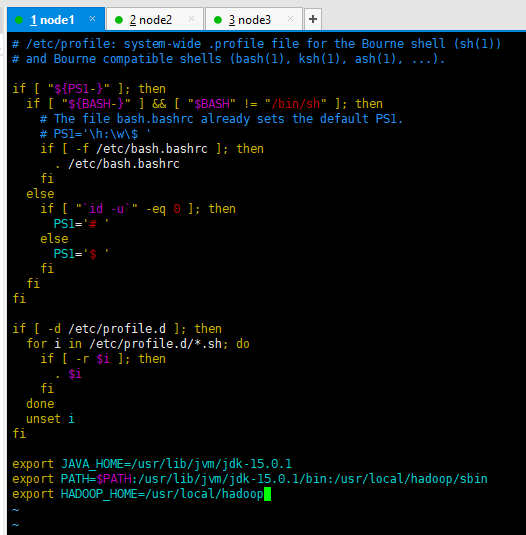 1 node1 × 2 node2 × 3 node3 × +
# /etc/profile: system-wide .profile file for the Bourne shell (sh(1))
# and Bourne compatible shells (bash(1), ksh(1), ash(1), ...).
if [ "${PS1-}" ]; then
  if [ "${BASH-}" ] && [ "$BASH" != "/bin/sh" ]; then
    # The file bash.bashrc already sets the default PS1.
    # PS1='\h:\w\$ '
    if [ -f /etc/bash.bashrc ]; then
      . /etc/bash.bashrc
    fi
  else
    if [ "`id -u`" -eq 0 ]; then
      PS1='# '
    else
      PS1='$ '
    fi
  fi
fi
if [ -d /etc/profile.d ]; then
  for i in /etc/profile.d/*.sh; do
    if [ -r $i ]; then
      . $i
    fi
  done
  unset i
fi
export JAVA_HOME=/usr/lib/jvm/jdk-15.0.1
export PATH=$PATH:/usr/lib/jvm/jdk-15.0.1/bin:/usr/local/hadoop/sbin
export HADOOP_HOME=/usr/local/hadoop
~
~